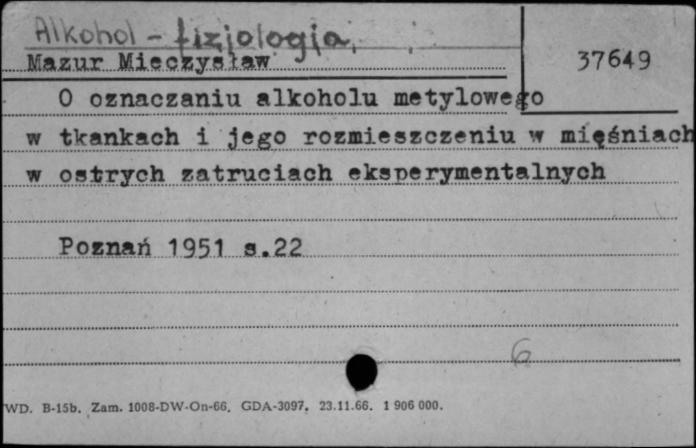 Alkohol - fizjologia.
Mazur Mieczysław
37649
O oznaczaniu alkoholu metylowego
w tkankach i jego rozmieszczeniu w mięśniach
w ostrych zatruciach eksperymentalnych
Poznań 1951 s.22
6
WD. B-15b. Zam. 1008-DW-On-66. GDA-3097. 23.11.66. 1 906 000.